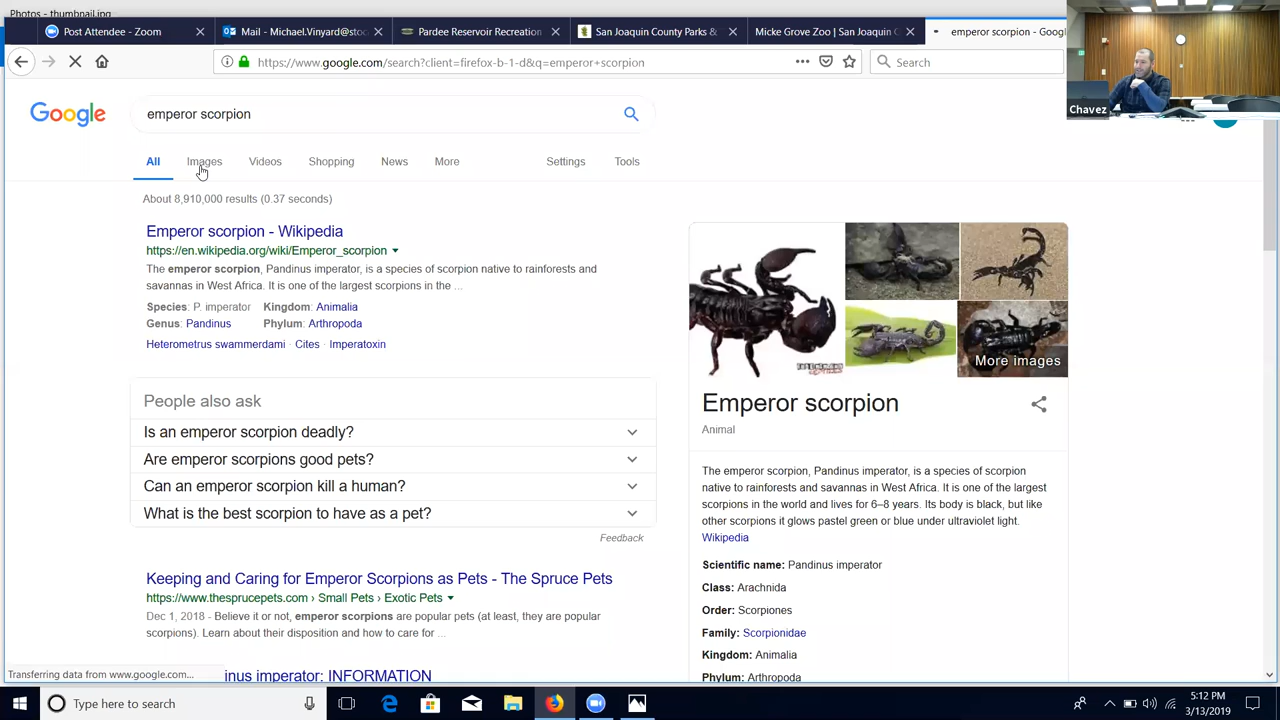 Photos - thumbnail.jpg
Post Attendee - Zoom
Mail - Michael.Vinyard@stoc
Pardee Reservoir Recreation
San Joaquin County Parks &
Micke Grove Zoo | San Joaquin C
emperor scorpion - Googl
https://www.google.com/search?client=firefox-b-1-d&q=emperor+scorpion
Search
Chavez
Google
emperor scorpion
All Images Videos Shopping News More Settings Tools
About 8,910,000 results (0.37 seconds)
Emperor scorpion - Wikipedia
https://en.wikipedia.org/wiki/Emperor_scorpion
The emperor scorpion, Pandinus imperator, is a species of scorpion native to rainforests and
savannas in West Africa. It is one of the largest scorpions in the ...
Species: P. imperator Kingdom: Animalia
Genus: Pandinus Phylum: Arthropoda
Heterometrus swammerdami · Cites · Imperatoxin
People also ask
Is an emperor scorpion deadly?
Are emperor scorpions good pets?
Can an emperor scorpion kill a human?
What is the best scorpion to have as a pet?
Feedback
Keeping and Caring for Emperor Scorpions as Pets - The Spruce Pets
https://www.thesprucepets.com › Small Pets › Exotic Pets
Dec 1, 2018 - Believe it or not, emperor scorpions are popular pets (at least, they are popular
scorpions). Learn about their disposition and how to care for ...
inus imperator: INFORMATION
More images
Emperor scorpion
Animal
The emperor scorpion, Pandinus imperator, is a species of scorpion
native to rainforests and savannas in West Africa. It is one of the largest
scorpions in the world and lives for 6–8 years. Its body is black, but like
other scorpions it glows pastel green or blue under ultraviolet light.
Wikipedia
Scientific name: Pandinus imperator
Class: Arachnida
Order: Scorpiones
Family: Scorpionidae
Kingdom: Animalia
Phylum: Arthropoda
Transferring data from www.google.com...
Type here to search
5:12 PM
3/13/2019